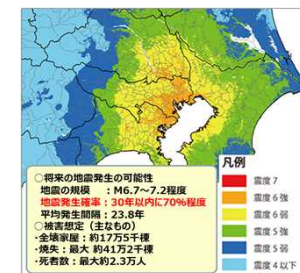 ○将来の地震発生の可能性
地震の規模　：M6.7～7.2程度
地震発生確率：30年以内に70%程度
平均発生間隔：23.8年
○被害想定（主なもの）
・全壊家屋：約17万5千棟
・焼失：最大 約41万2千棟
・死者数：最大約2.3万人
凡例
震度 7
震度 6 強
震度 6 弱
震度 5 強
震度 5 弱
震度 4 以下